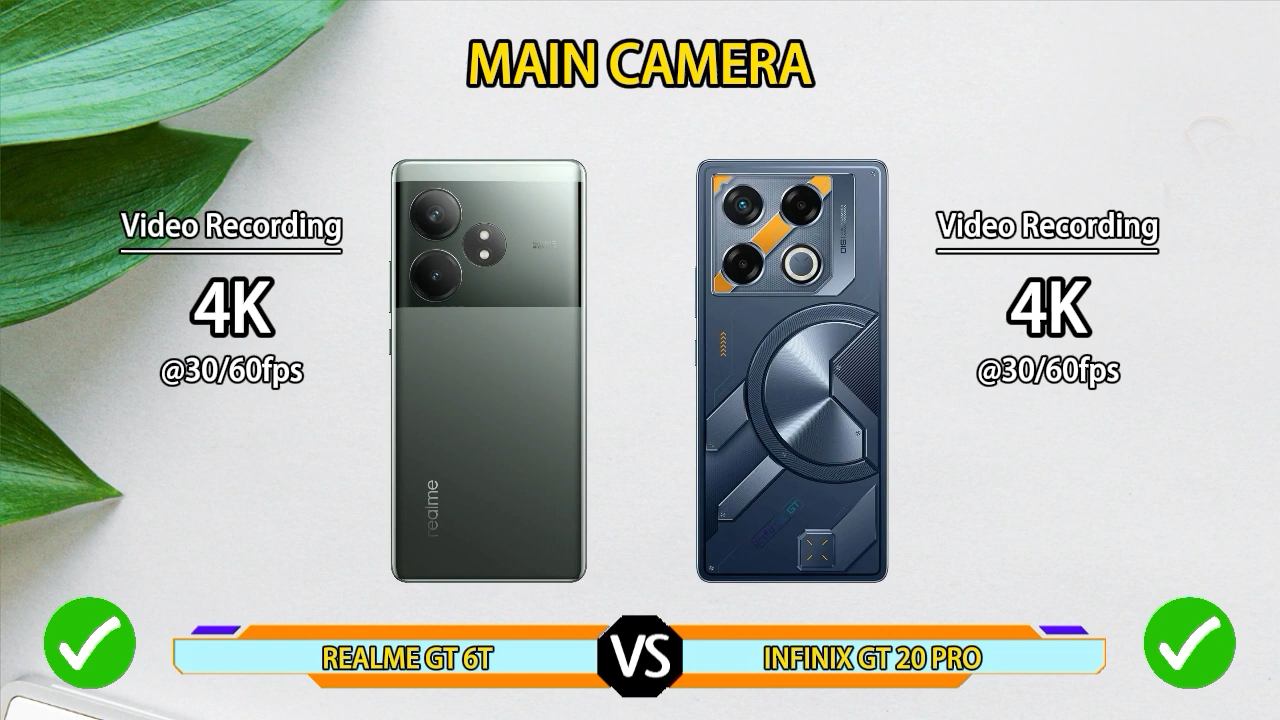 MAIN CAMERA
Video Recording
4K
@30/60fps
realme
GT
Video Recording
4K
@30/60fps
REALME GT 6T
VS
INFINIX GT 20 PRO